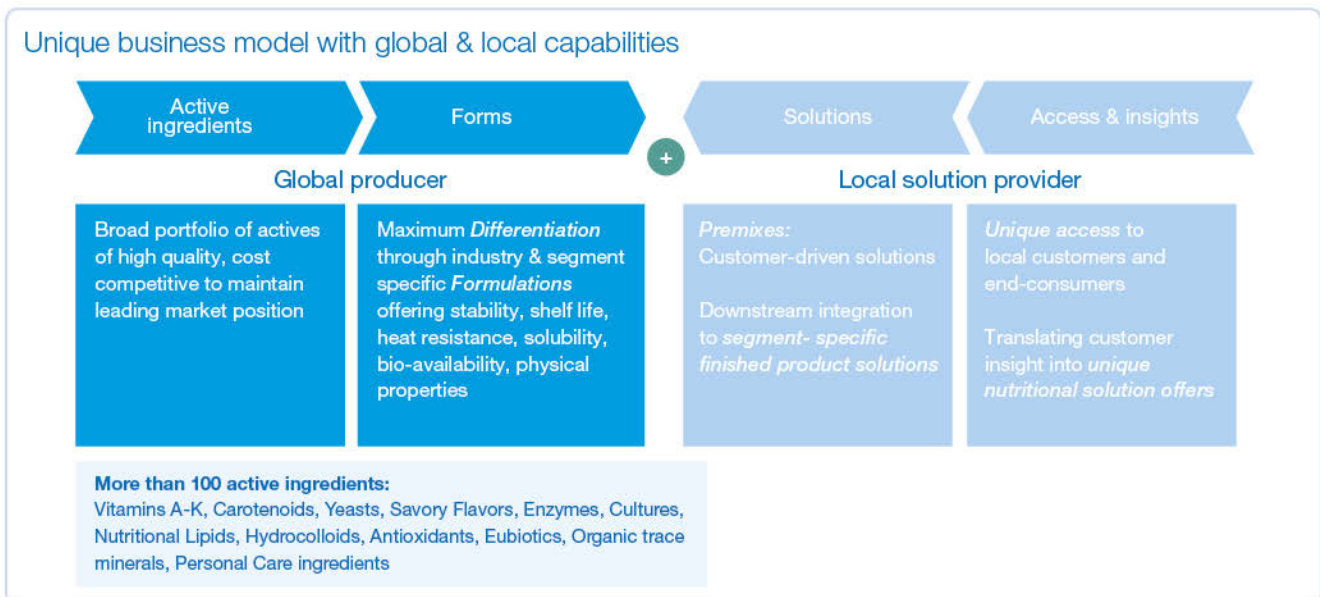 Unique business model with global & local capabilities
Active
ingredients
Forms
Solutions
Access & insights
+
Global producer
Local solution provider
Broad portfolio of actives
of high quality, cost
competitive to maintain
leading market position
Maximum Differentiation
through industry & segment
specific Formulations
offering stability, shelf life,
heat resistance, solubility,
bio-availability, physical
properties
Premixes:
Customer-driven solutions
Downstream integration
to segment- specific
finished product solutions
Unique access to
local customers and
end-consumers
Translating customer
insight into unique
nutritional solution offers
More than 100 active ingredients:
Vitamins A-K, Carotenoids, Yeasts, Savory Flavors, Enzymes, Cultures,
Nutritional Lipids, Hydrocolloids, Antioxidants, Eubiotics, Organic trace
minerals, Personal Care ingredients